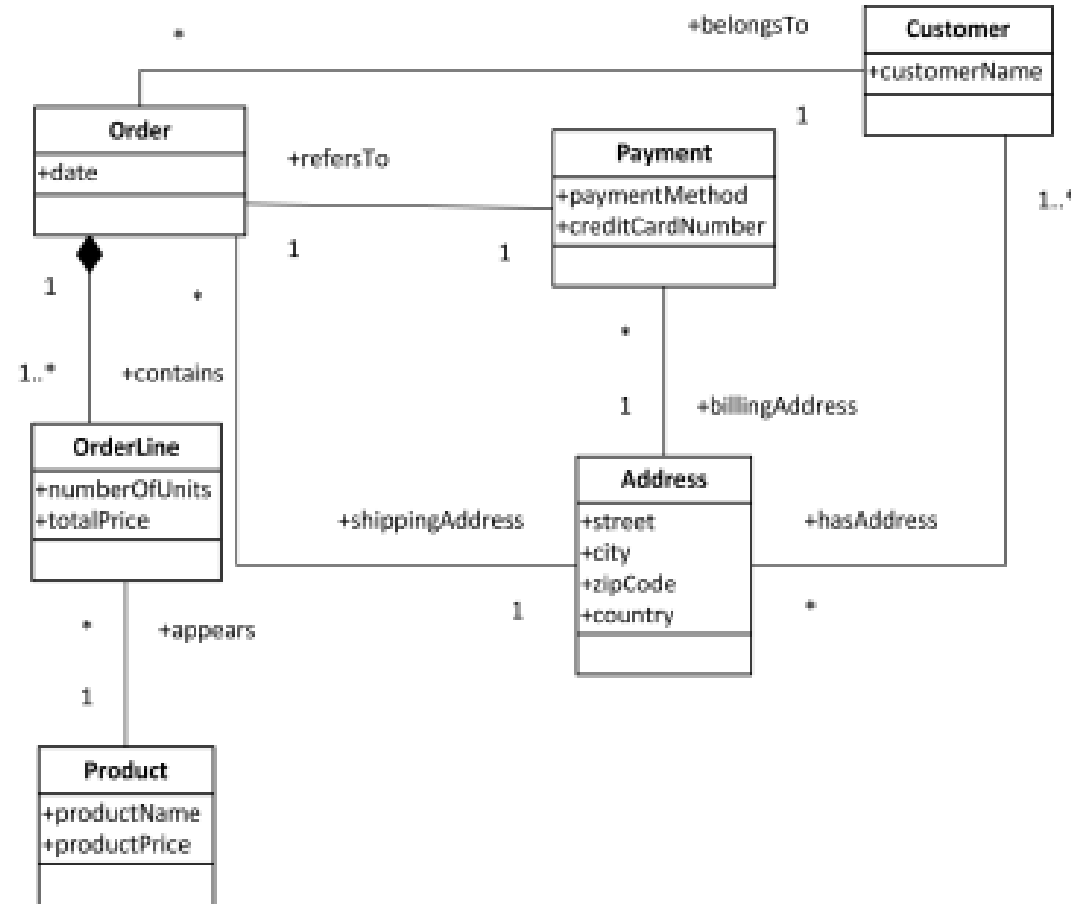 *
+belongsTo
Customer
+customerName
1
Order
+date
+refersTo
Payment
+paymentMethod
+creditCardNumber
1..*
1
1
1
*
*
1..*
+contains
1
+billingAddress
OrderLine
+numberOfUnits
+totalPrice
Address
+street
+city
+zipCode
+country
+shippingAddress
+hasAddress
1
*
*
+appears
1
Product
+productName
+productPrice